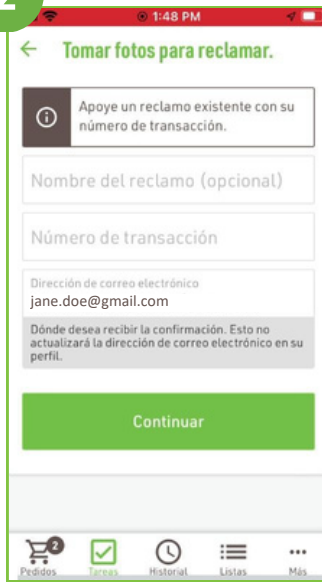 2
1:48 PM
Tomar fotos para reclamar.
Apoye un reclamo existente con su
número de transacción.
Nombre del reclamo (opcional)
Número de transacción
Dirección de correo electrónico
jane.doe@gmail.com
Dónde desea recibir la confirmación. Esto no
actualizará la dirección de correo electrónico en su
perfil.
Continuar
2
Pedidos Tareas Historial Listas Más